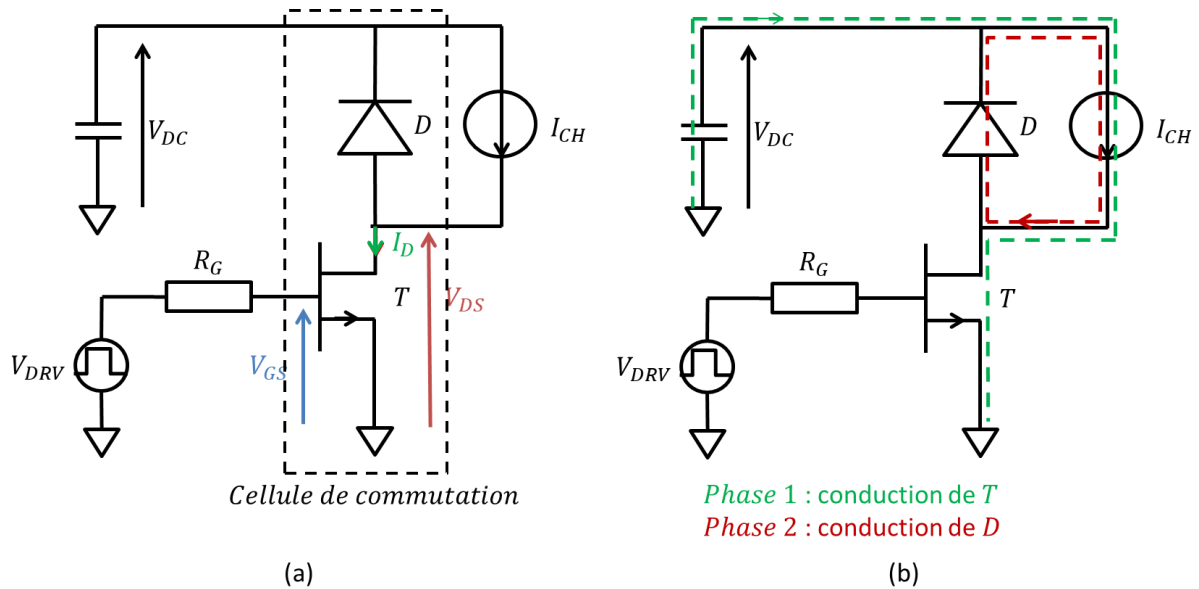 V_DC
D
I_CH
I_D
R_G
T
V_DS
V_DRV
V_GS
Cellule de commutation
(a)
V_DC
D
I_CH
R_G
T
V_DRV
Phase 1 : conduction de T
Phase 2 : conduction de D
(b)